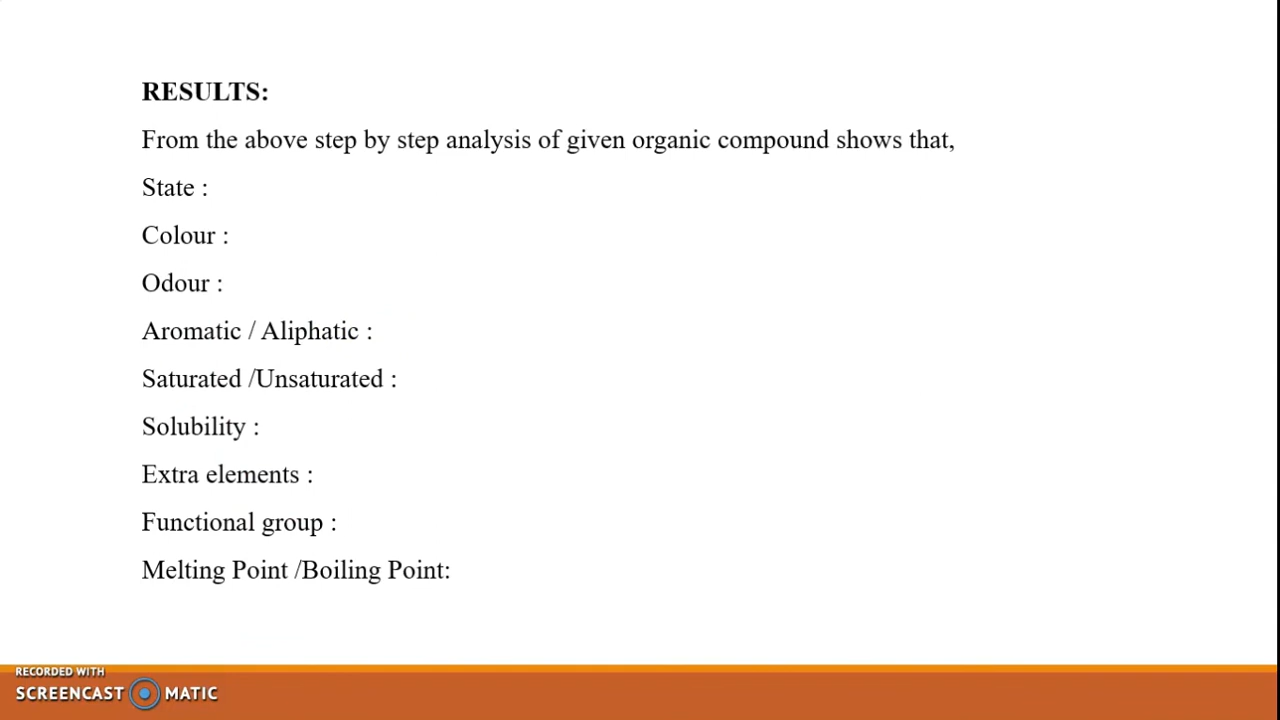 RESULTS:
From the above step by step analysis of given organic compound shows that,
State :
Colour :
Odour :
Aromatic / Aliphatic :
Saturated /Unsaturated :
Solubility :
Extra elements :
Functional group :
Melting Point /Boiling Point:
RECORDED WITH
SCREENCAST MATIC